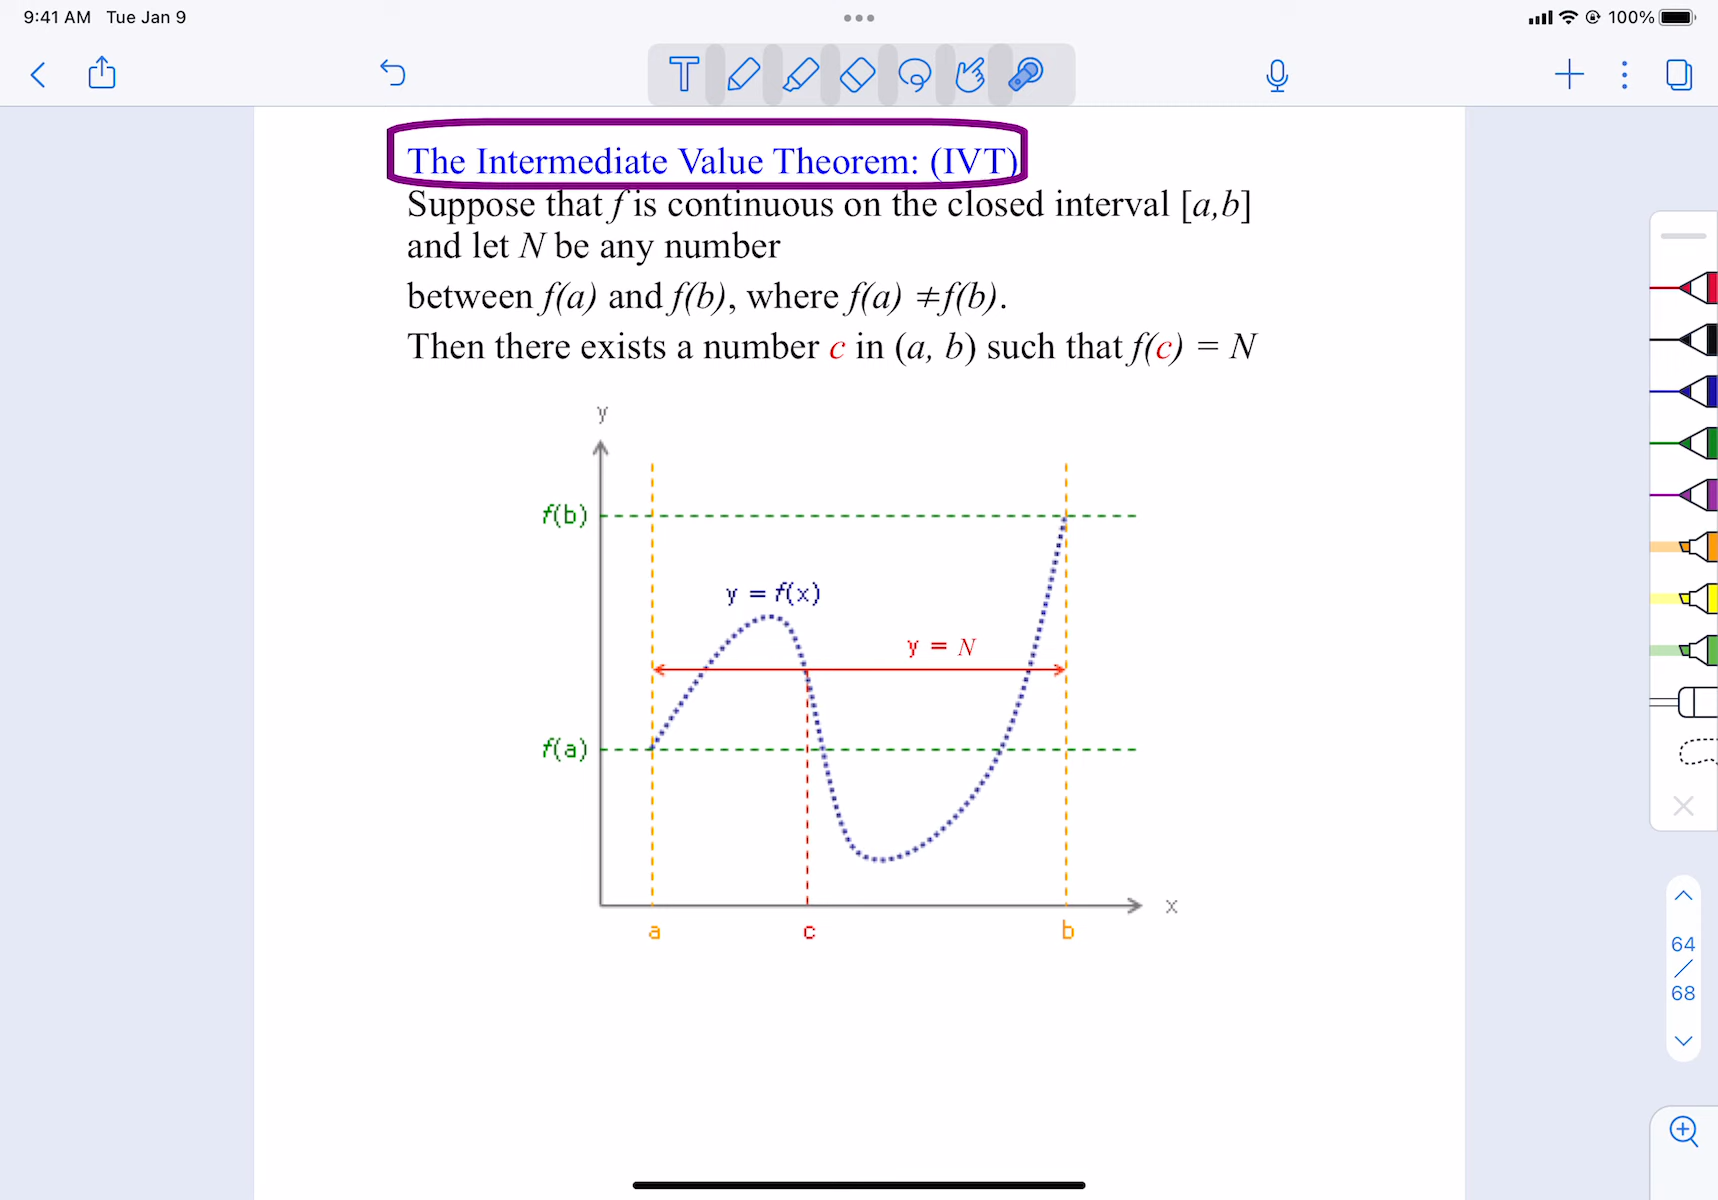 9:41 AM Tue Jan 9
100%
The Intermediate Value Theorem: (IVT)
Suppose that f is continuous on the closed interval [a,b]
and let N be any number
between f(a) and f(b), where f(a) ≠f(b).
Then there exists a number c in (a, b) such that f(c) = N
y
f(b)
y = f(x)
y = N
f(a)
x
a c b
64
/
68